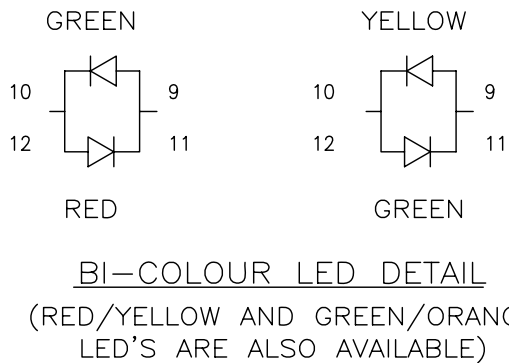 GREEN YELLOW
10 9 10 9
12 11 12 11
RED GREEN
BI-COLOUR LED DETAIL
(RED/YELLOW AND GREEN/ORANG
LED'S ARE ALSO AVAILABLE)